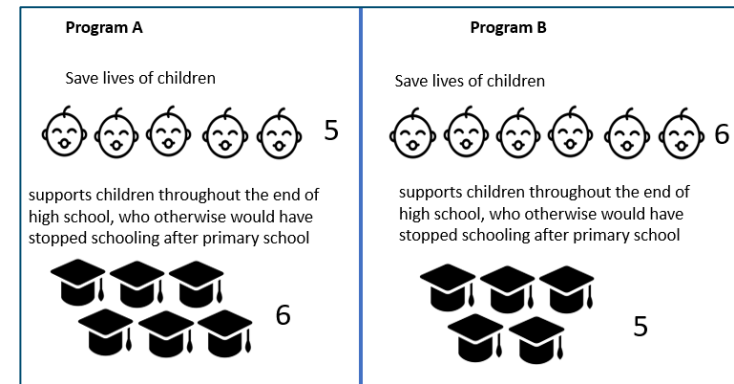 Program A
Save lives of children
5
supports children throughout the end of
high school, who otherwise would have
stopped schooling after primary school
6
Program B
Save lives of children
6
supports children throughout the end of
high school, who otherwise would have
stopped schooling after primary school
5